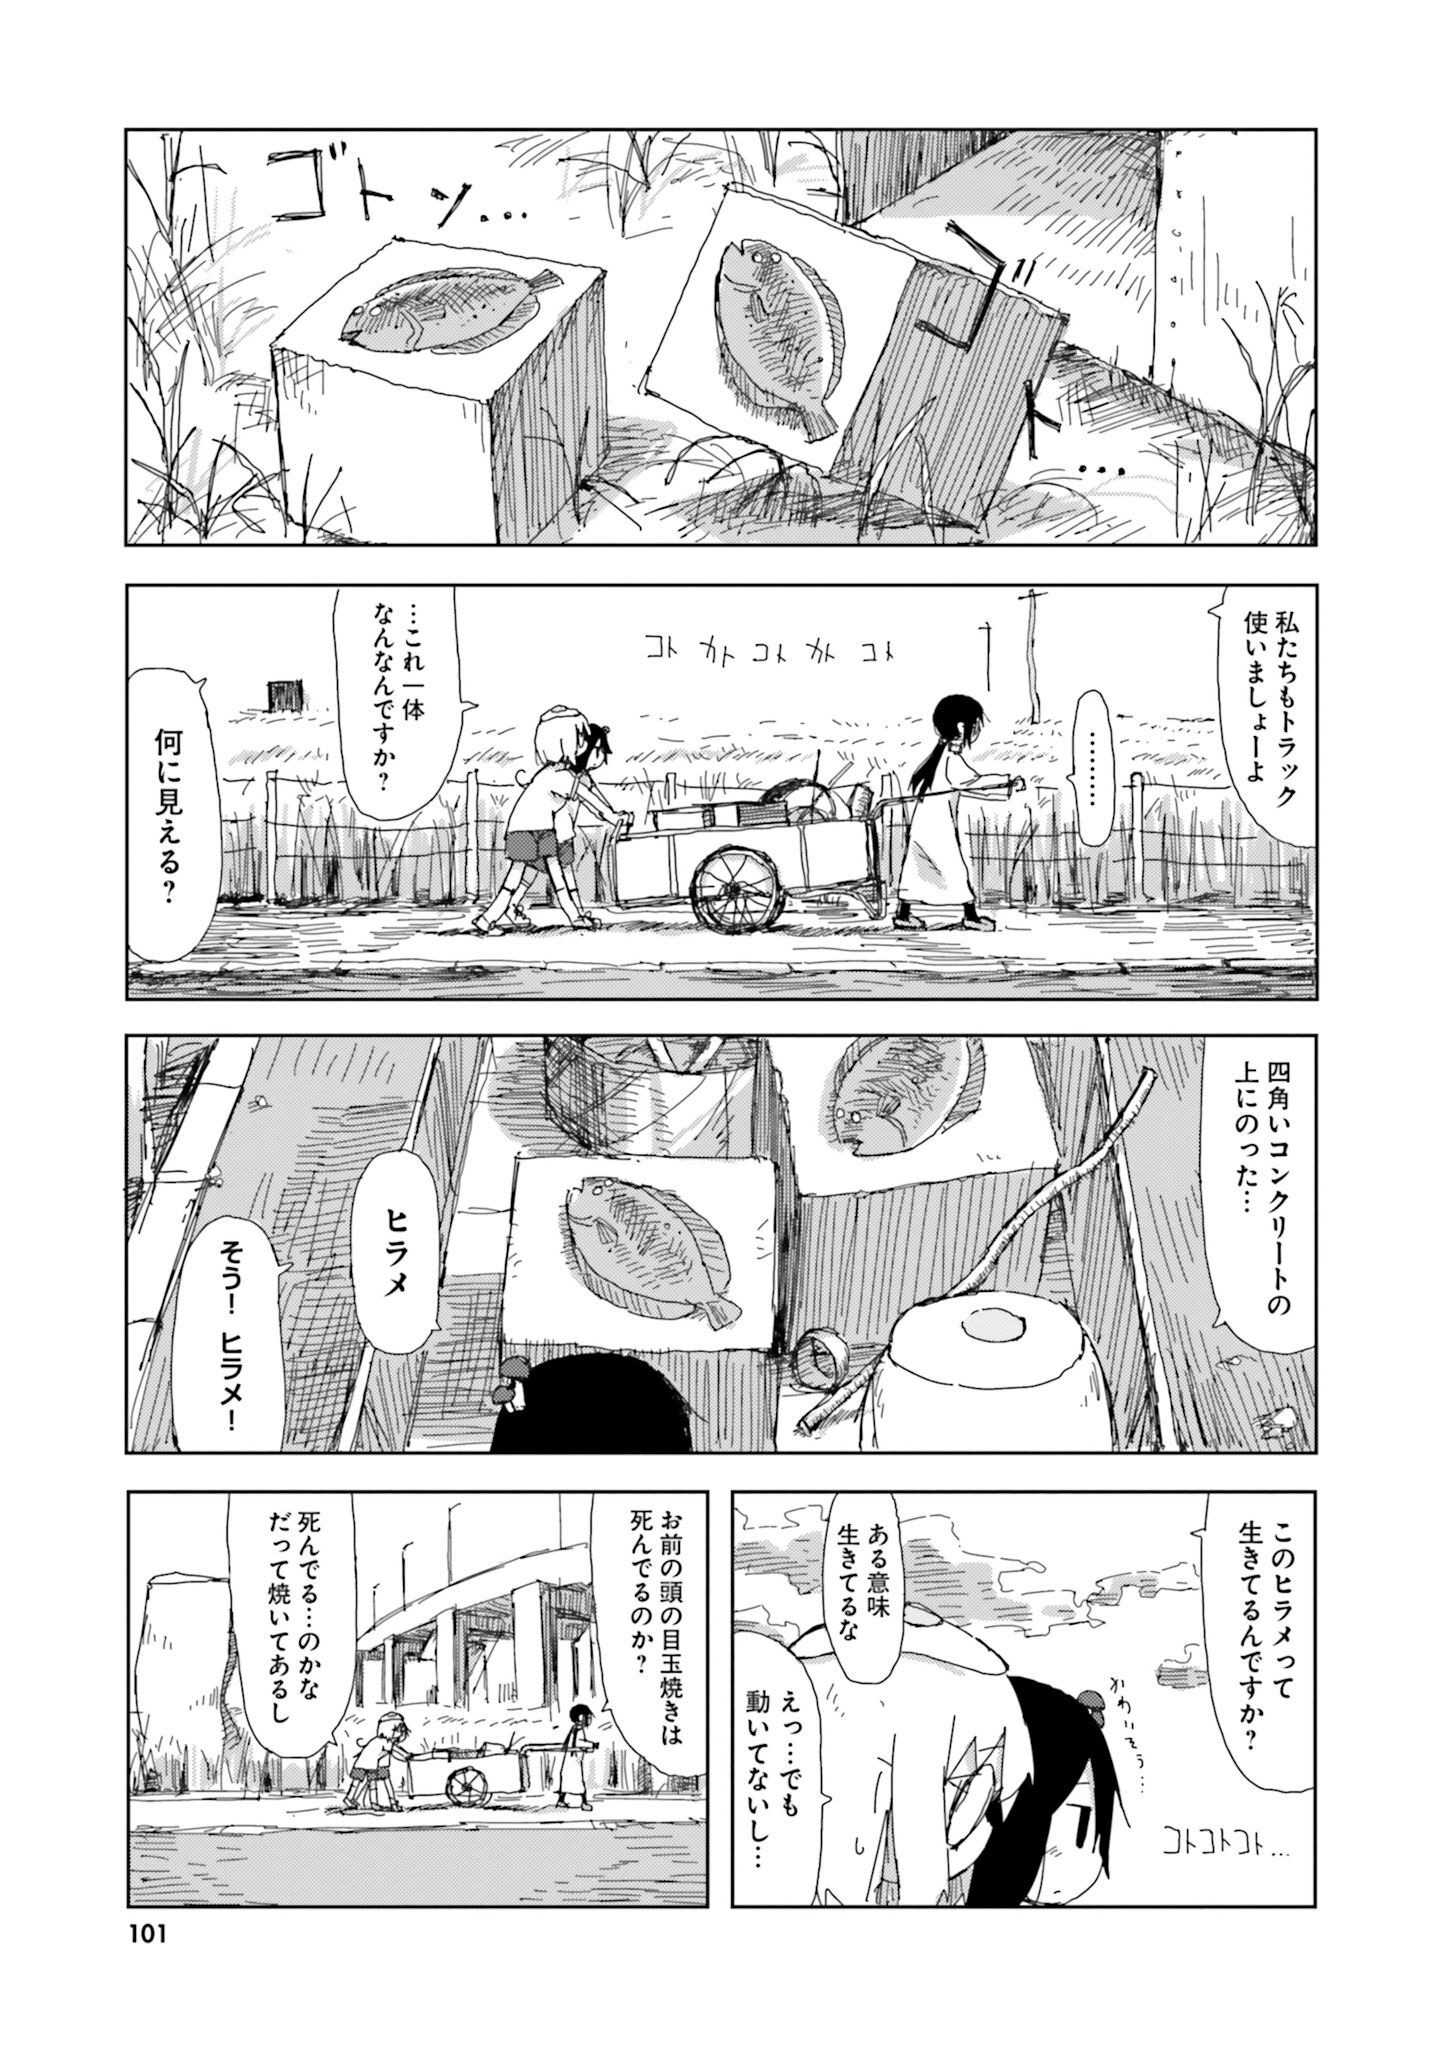 ゴトン…
ゴト…
私たちもトラック
使いましょーよ
………
コト カト コト カト コト
…これ一体
なんなんですか?
何に見える?
四角いコンクリートの
上にのった…
ヒラメ
そう! ヒラメ!
このヒラメって
生きてるんですか?
かわいそう…
コトコトコト…
ある意味
生きてるな
えっ…でも
動いてないし…
お前の頭の目玉焼きは
死んでるのか?
死んでる…のかな
だって焼いてあるし
101